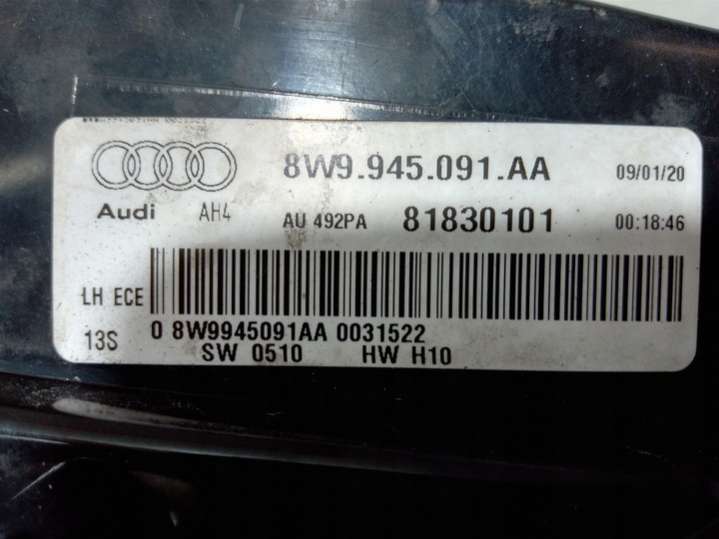 8W9.945.091.AA 09/01/20
Audi AH4 AU 492PA 81830101 00:18:46
LH ECE
13S 0 8W9945091AA 0031522
SW 0510 HW H10